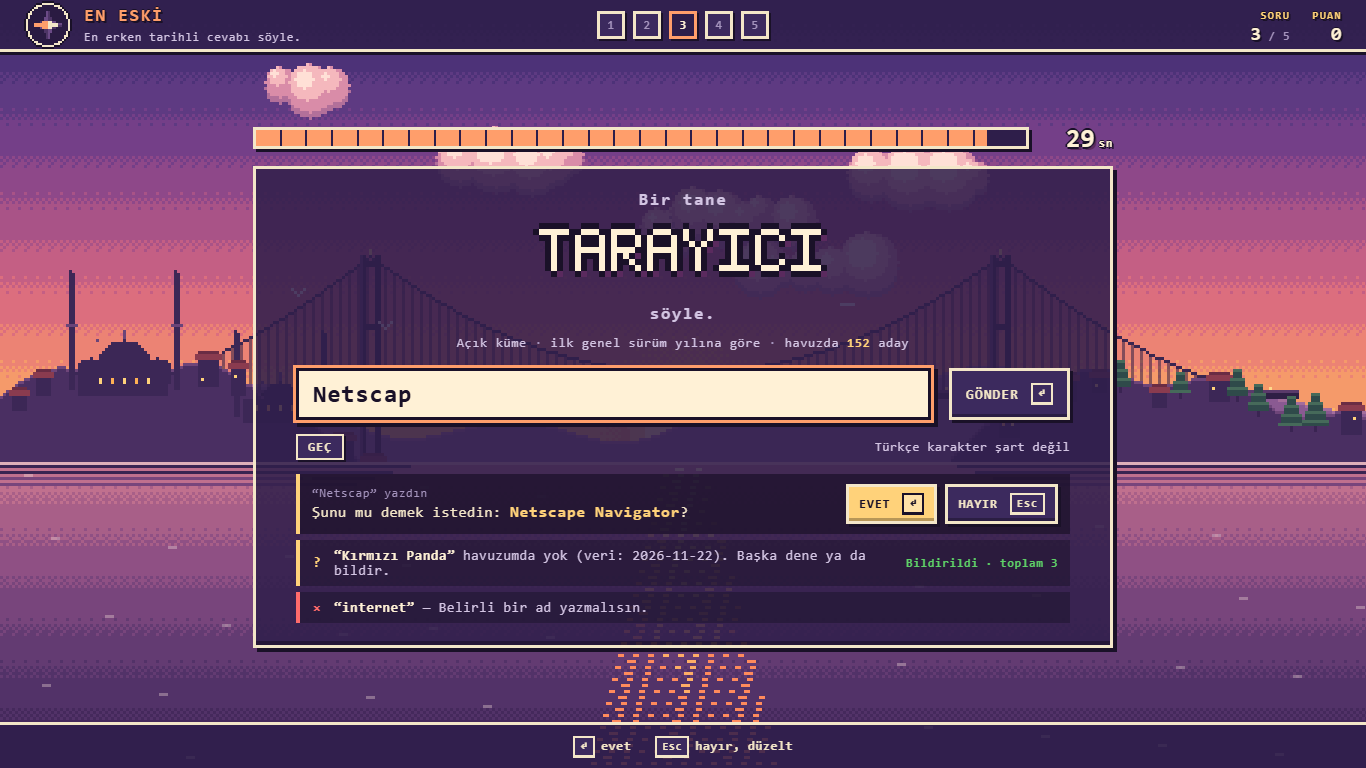 EN ESKİ
En erken tarihli cevabı söyle.
1 2 3 4 5
SORU PUAN
3 / 5 0
29 sn
Bir tane
TARAYICI
söyle.
Açık küme · ilk genel sürüm yılına göre · havuzda 152 aday
Netscap
GÖNDER ↲
GEÇ
Türkçe karakter şart değil
“Netscap” yazdın
Şunu mu demek istedin: Netscape Navigator?
EVET ↲ HAYIR Esc
? “Kırmızı Panda” havuzumda yok (veri: 2026-11-22). Başka dene ya da
bildir.
Bildirildi · toplam 3
× “internet” — Belirli bir ad yazmalısın.
↲ evet Esc hayır, düzelt